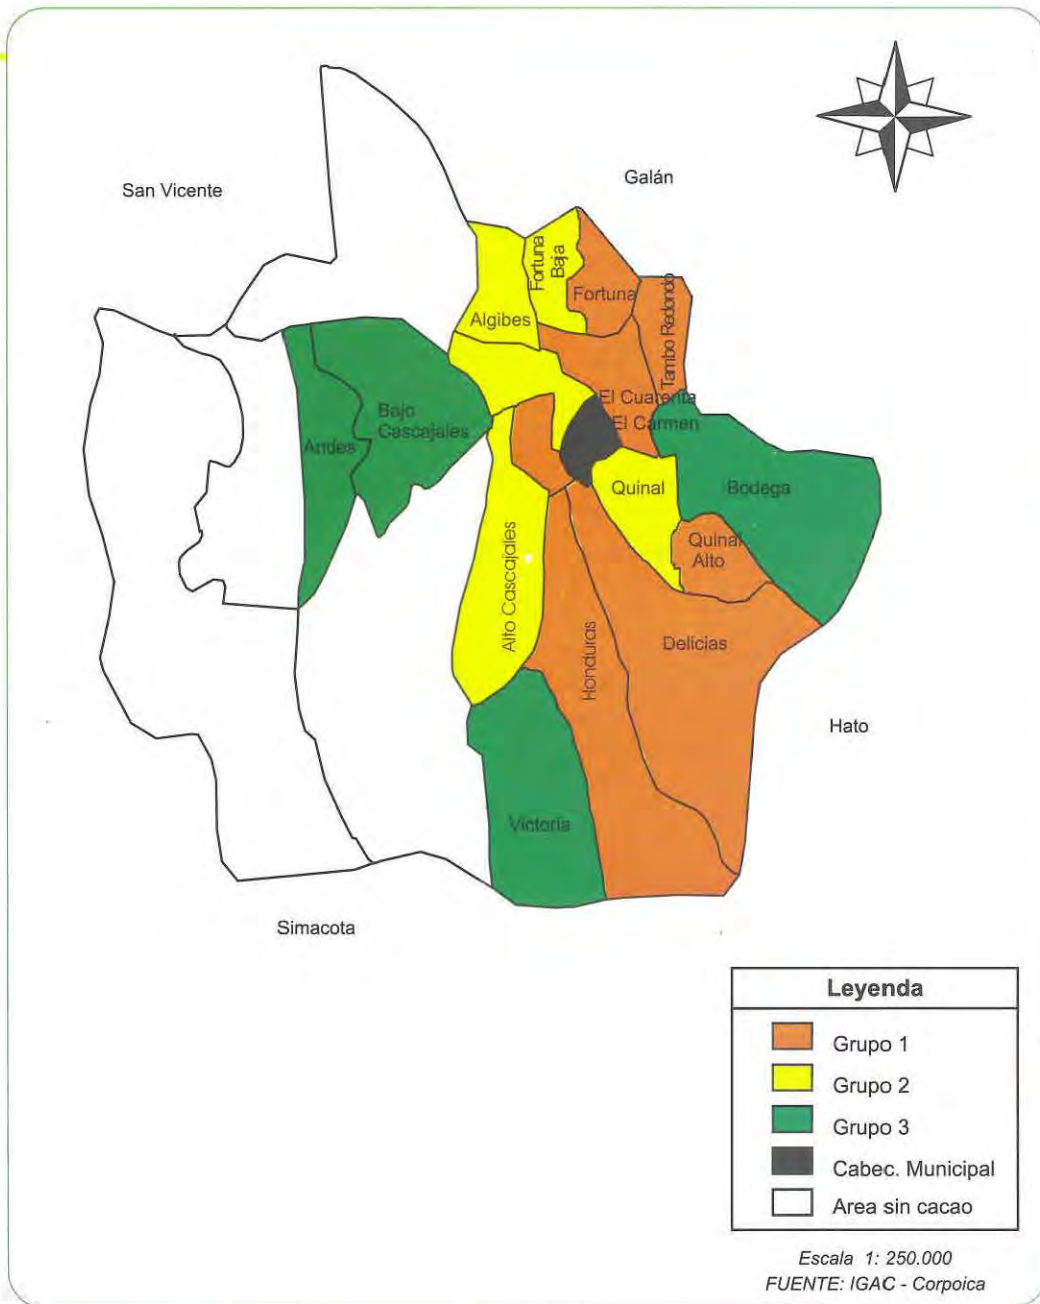 San Vicente
Galán
Fortuna
Baja
Fortuna
Tambo Redondo
Algibes
El Cuarenta
El Carmen
Bajo
Cascajales
Andes
Quinal
Bodega
Quinal
Alto
Alto Cascajales
Honduras
Delicias
Hato
Victoria
Simacota
Leyenda
Grupo 1
Grupo 2
Grupo 3
Cabec. Municipal
Area sin cacao
Escala 1: 250.000
FUENTE: IGAC - Corpoica